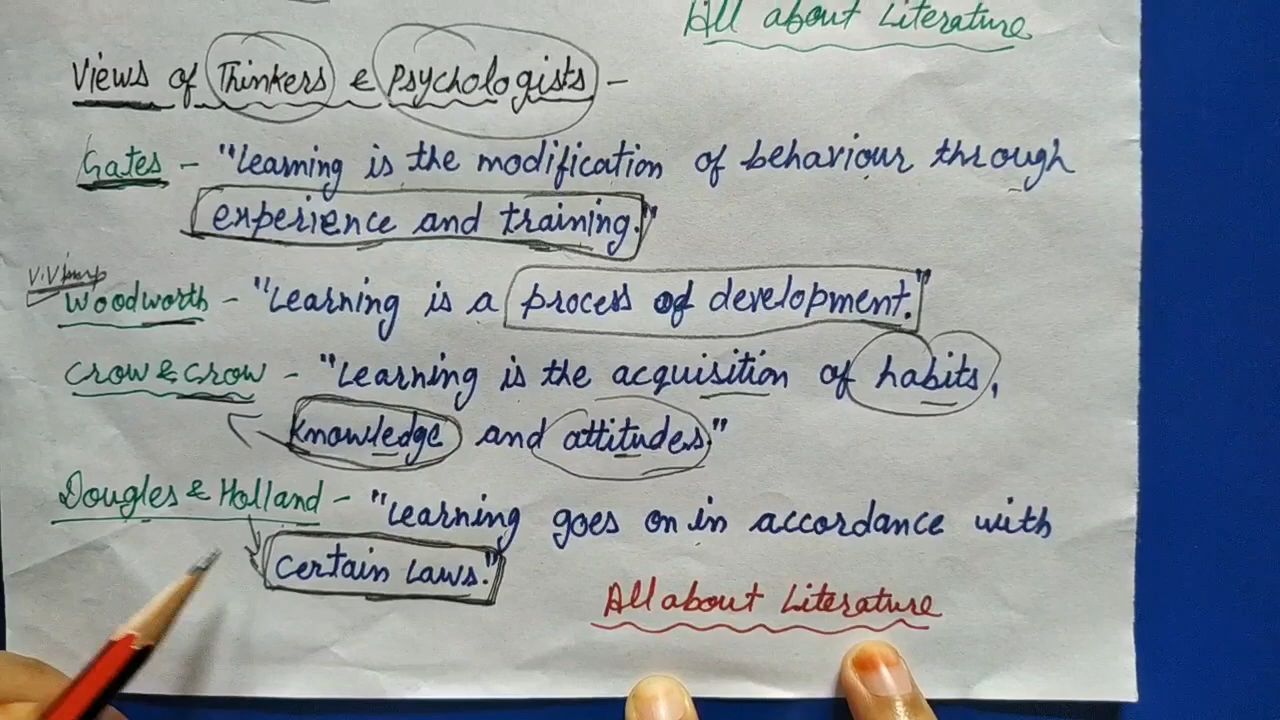 All about Literature
Views of Thinkers & Psychologists –
Gates – "Learning is the modification of behaviour through
experience and training."
V.V imp
Woodworth – "Learning is a process of development."
Crow & Crow – "Learning is the acquisition of habits,
knowledge and attitudes"
Dougles & Holland – "Learning goes on in accordance with
certain Laws."
All about Literature